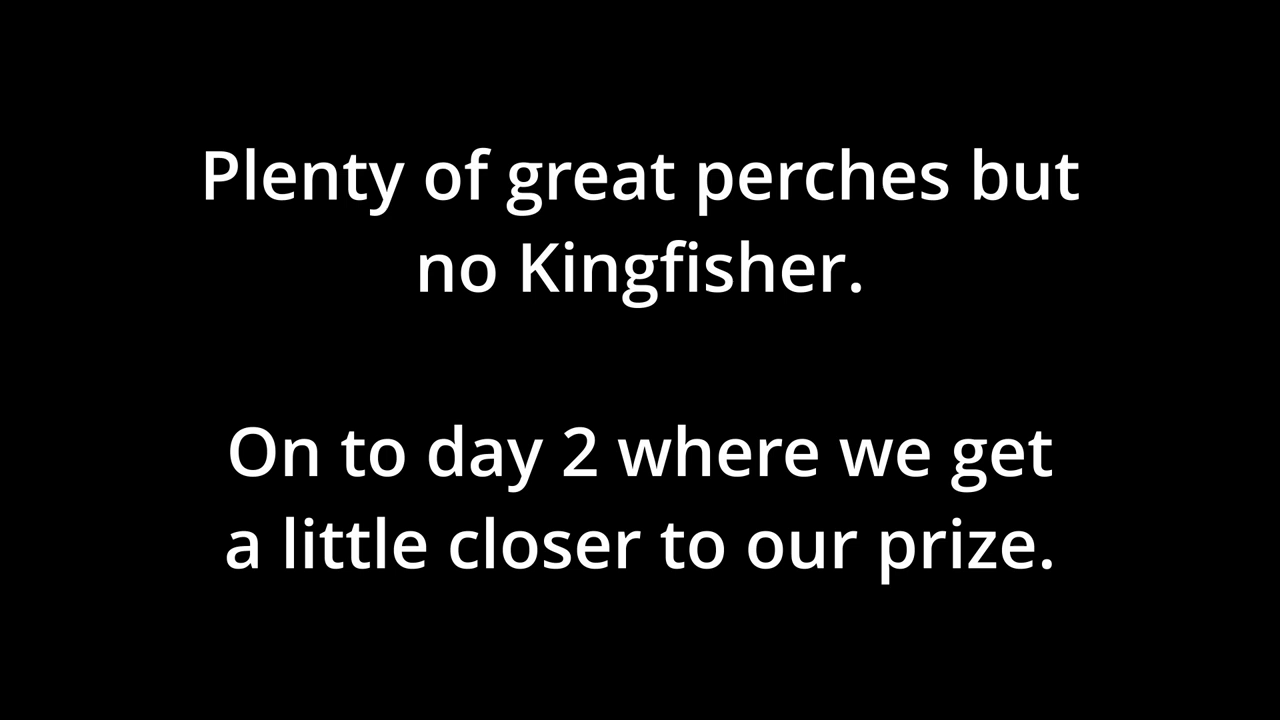 Plenty of great perches but
no Kingfisher.
On to day 2 where we get
a little closer to our prize.